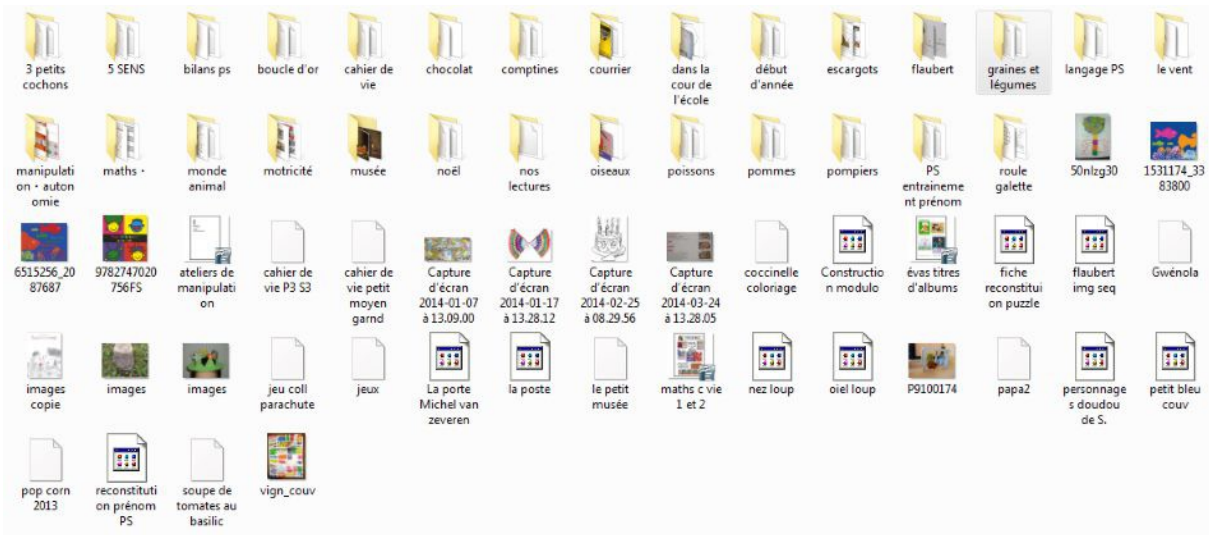 3 petits
cochons
5 SENS
bilans ps
boucle d'or
cahier de
vie
chocolat
comptines
courrier
dans la
cour de
l'école
début
d'année
escargots
flaubert
graines et
légumes
langage PS
le vent
manipulati
on - auton
omie
maths -
monde
animal
motricité
musée
noël
nos
lectures
oiseaux
poissons
pommes
pompiers
PS
entraineme
nt prénom
roule
galette
50nlzg30
1531174_33
83800
6515256_20
87687
9782747020
756FS
ateliers de
manipulati
on
cahier de
vie P3 S3
cahier de
vie petit
moyen
garnd
Capture
d'écran
2014-01-07
à 13.09.00
Capture
d'écran
2014-01-17
à 13.28.12
Capture
d'écran
2014-02-25
à 08.29.56
Capture
d'écran
2014-03-24
à 13.28.05
coccinelle
coloriage
Constructio
n modulo
évas titres
d'albums
fiche
reconstitui
on puzzle
flaubert
img seq
Gwénola
images
copie
images
images
jeu coll
parachute
jeux
La porte
Michel van
zeveren
la poste
le petit
musée
maths c vie
1 et 2
nez loup
oiel loup
P9100174
papa2
personnage
s doudou
de S.
petit bleu
couv
pop corn
2013
reconstituti
on prénom
PS
soupe de
tomates au
basilic
vign_couv